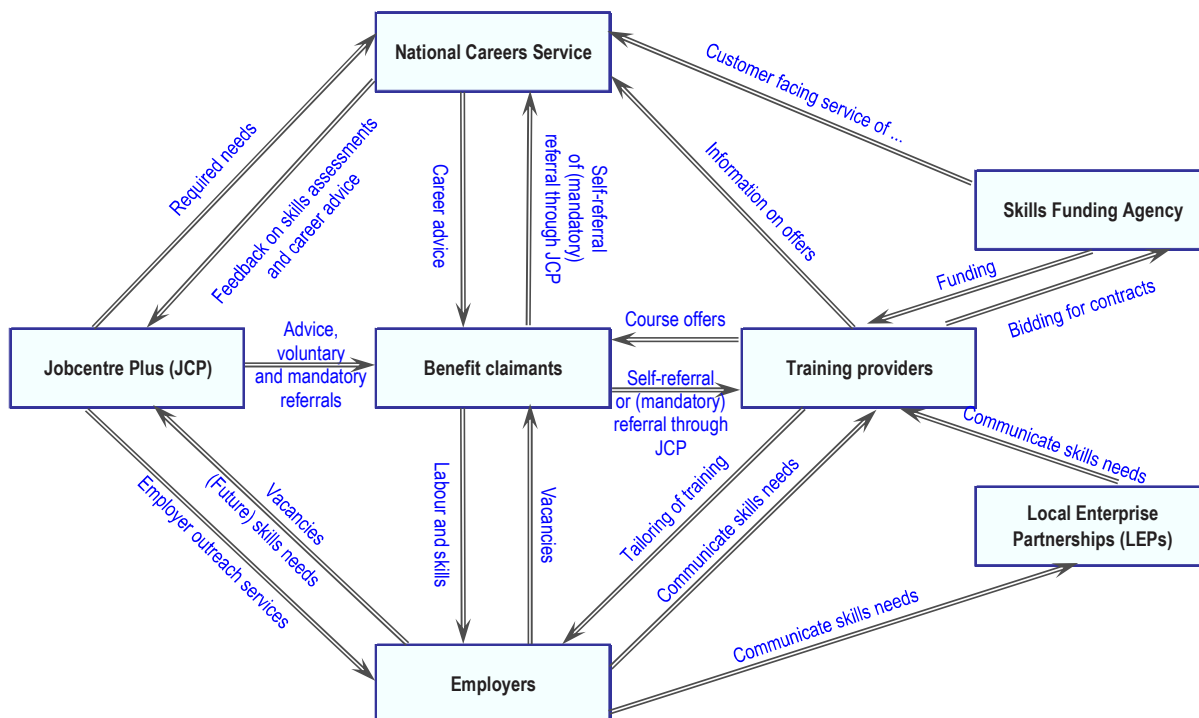 National Careers Service
Customer facing service of ...
Required needs
Feedback on skills assessments
and career advice
Career advice
Self-referral
of (mandatory)
referral through JCP
Information on offers
Skills Funding Agency
Funding
Bidding for contracts
Jobcentre Plus (JCP)
Advice,
voluntary
and mandatory
referrals
Benefit claimants
Course offers
Self-referral
or (mandatory)
referral through
JCP
Training providers
Communicate skills needs
Employer outreach services
(Future) skills needs
Vacancies
Labour and skills
Vacancies
Tailoring of training
Communicate skills needs
Local Enterprise
Partnerships (LEPs)
Communicate skills needs
Employers